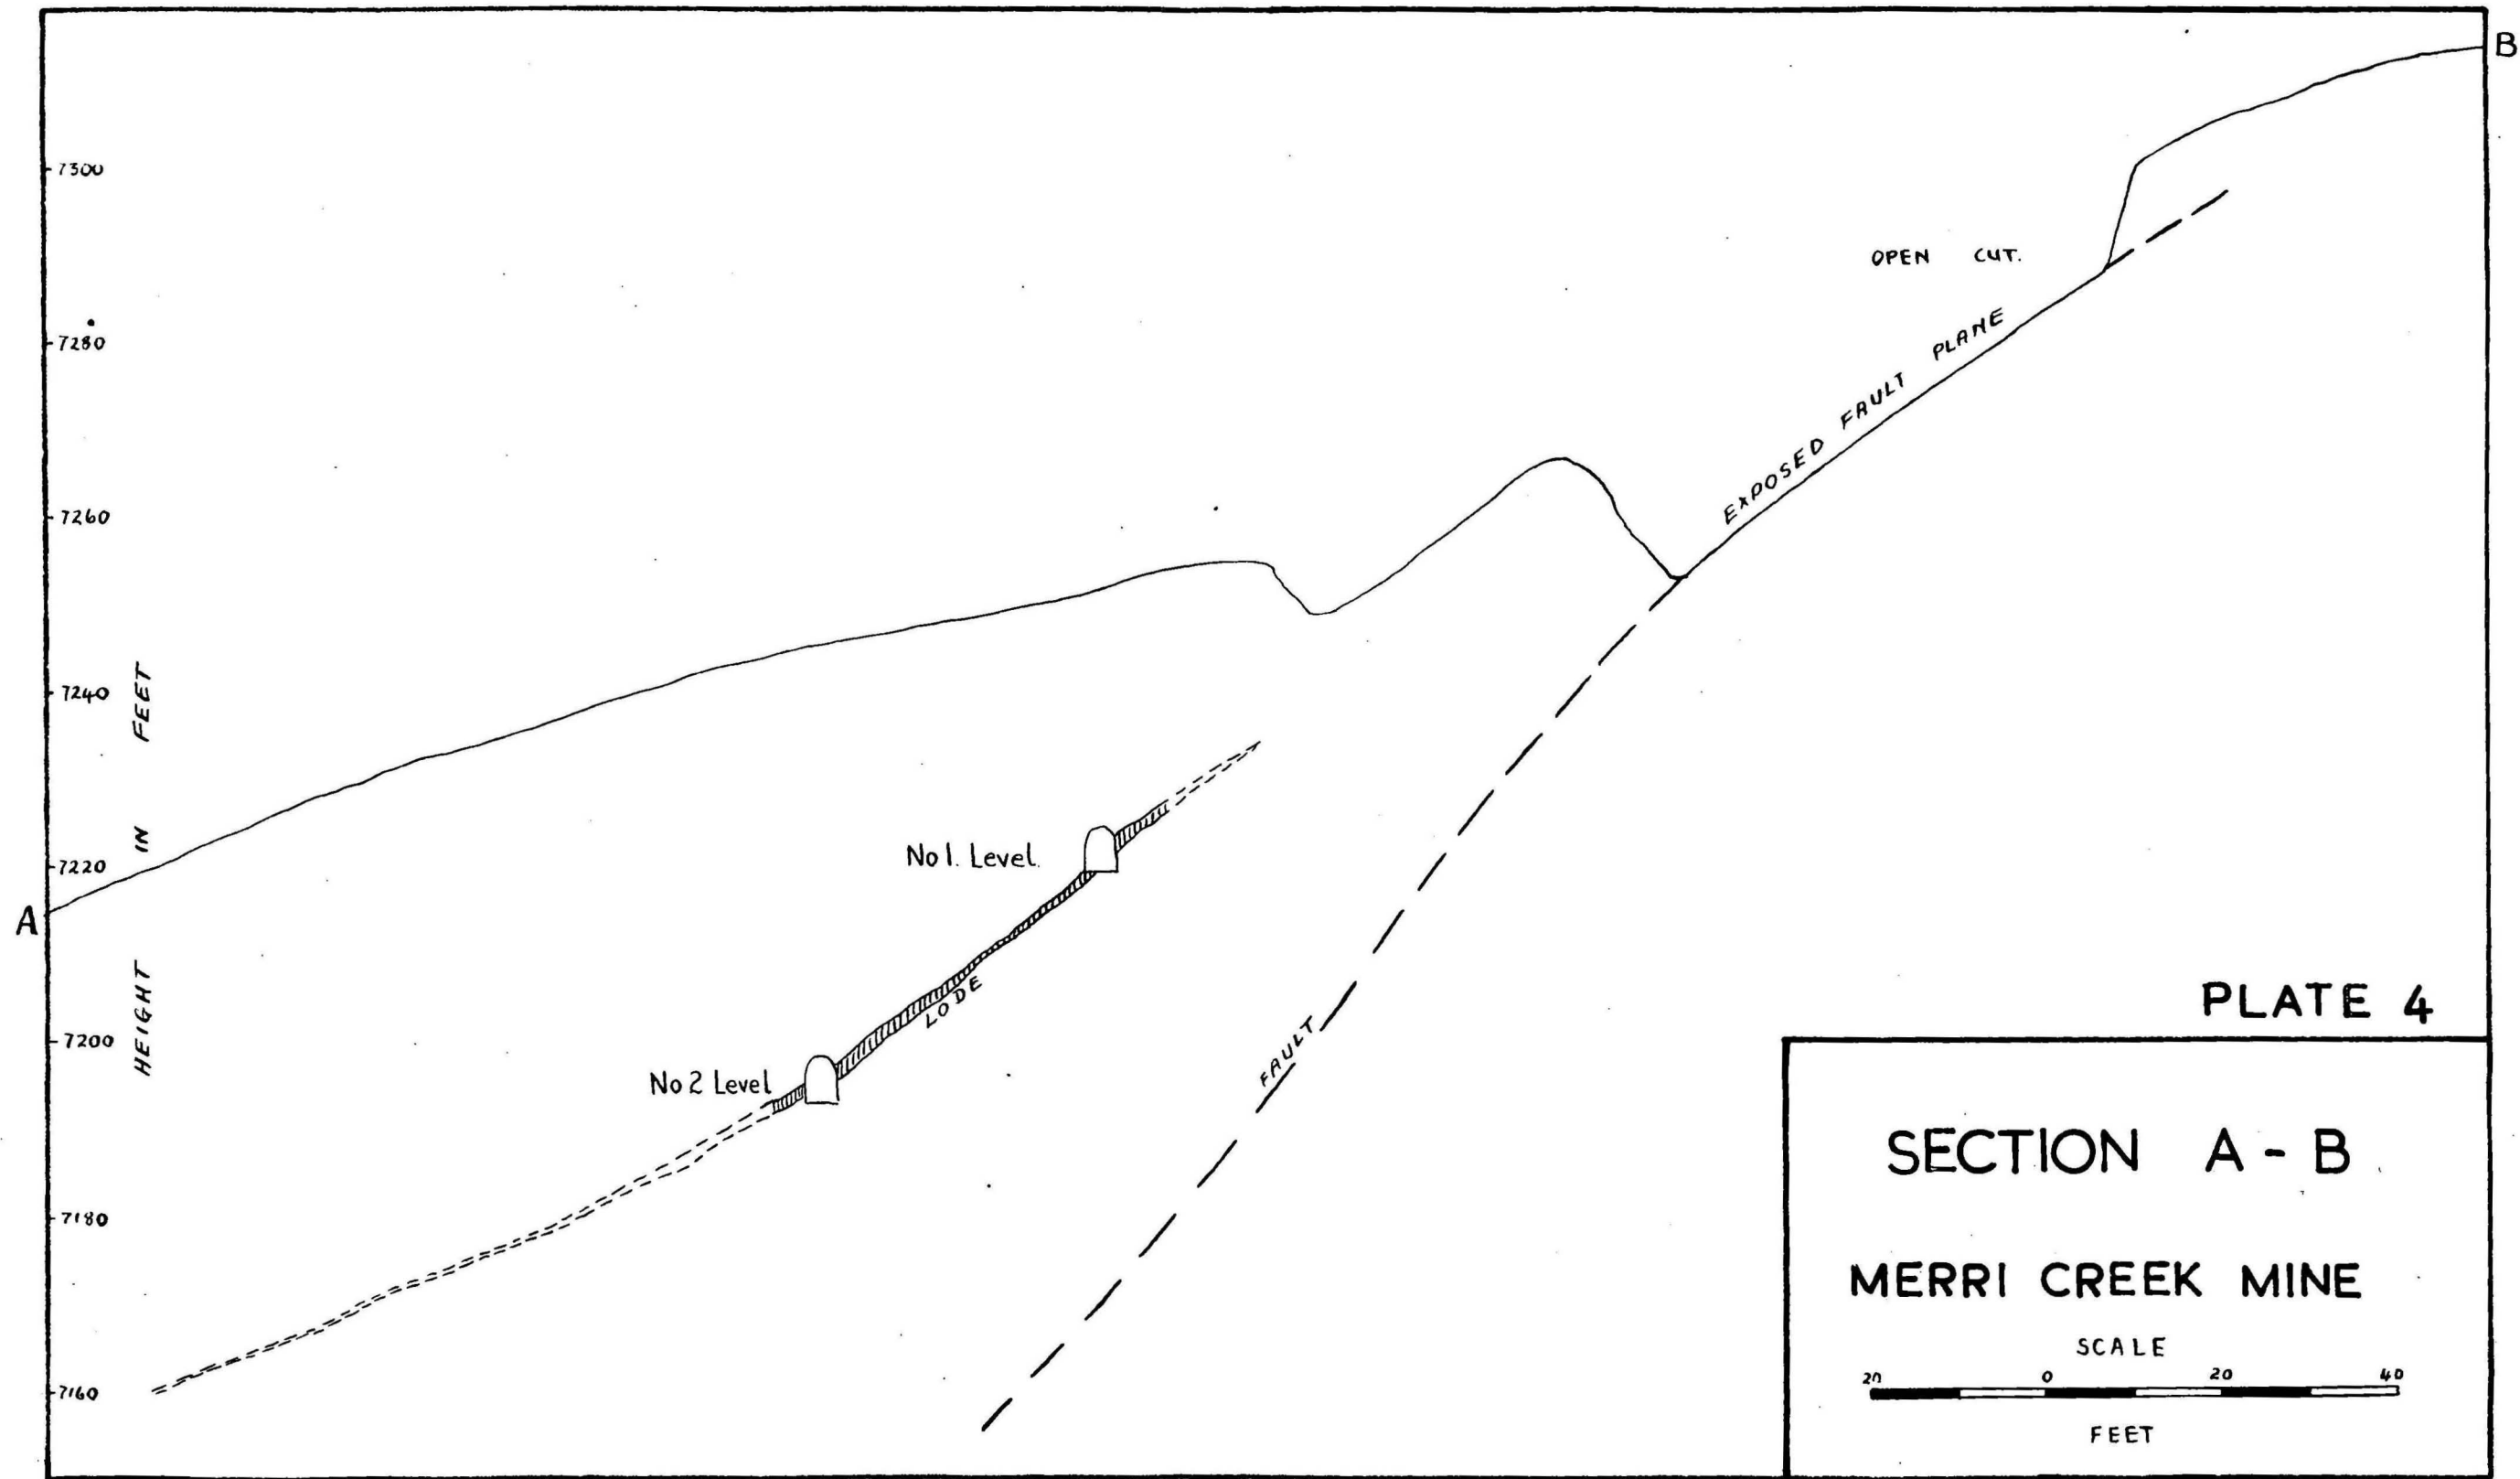 B
7300
OPEN CUT.
7280
EXPOSED FAULT PLANE
7260
7240
HEIGHT IN FEET
No 1. Level.
7220
A
LODE
PLATE 4
7200
FAULT
No 2 Level
SECTION A - B
7180
MERRI CREEK MINE
SCALE
20 0 20 40
7160
FEET